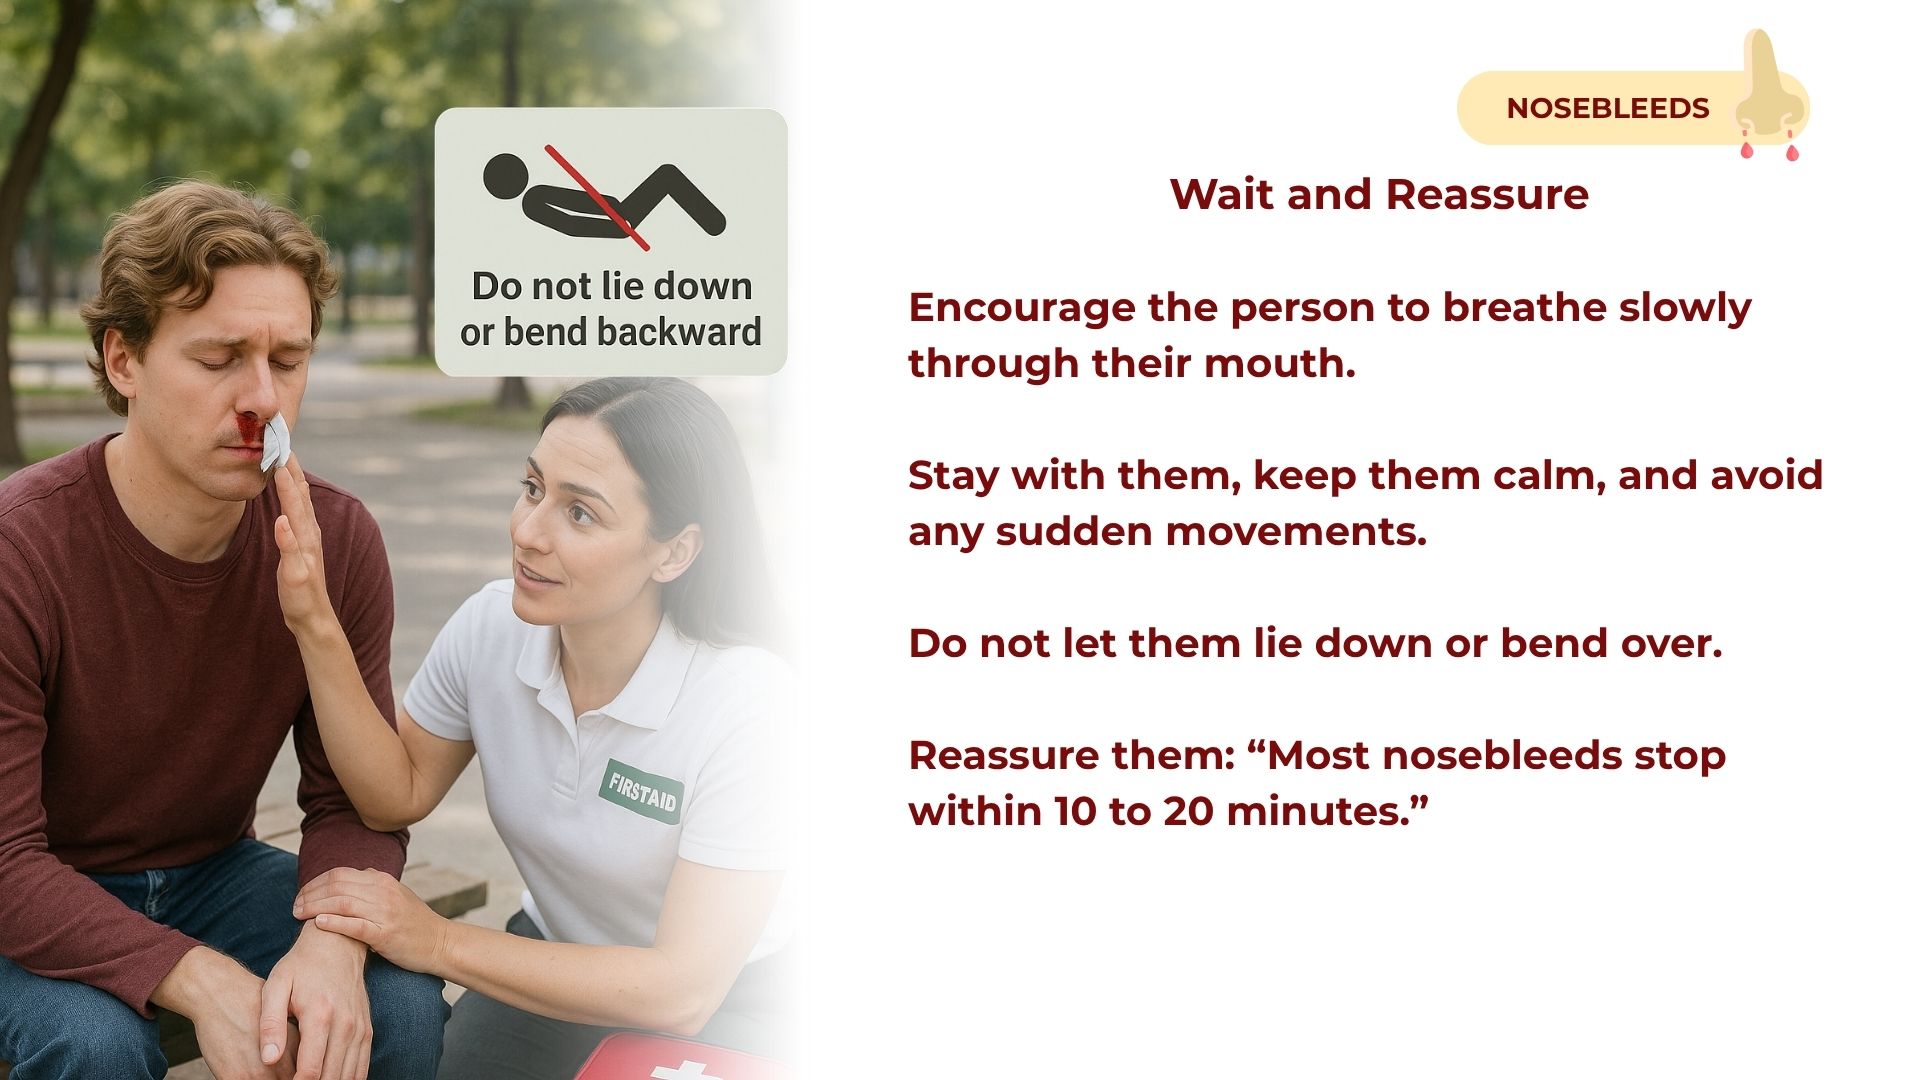 NOSEBLEEDS
Do not lie down
or bend backward
FIRST AID
Wait and Reassure
Encourage the person to breathe slowly
through their mouth.
Stay with them, keep them calm, and avoid
any sudden movements.
Do not let them lie down or bend over.
Reassure them: “Most nosebleeds stop
within 10 to 20 minutes.”